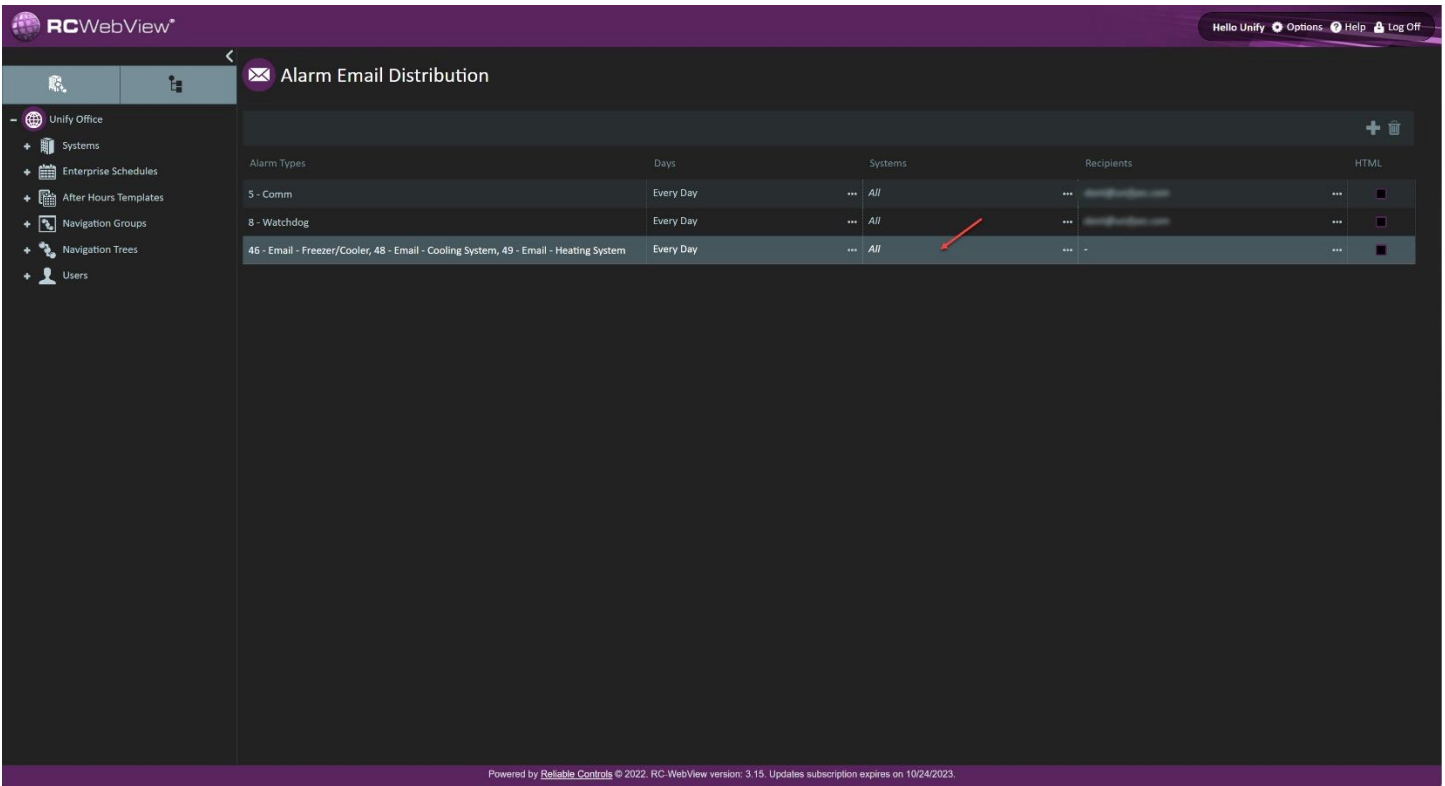 RCWebView®
Hello Unify Options Help Log Off
Alarm Email Distribution
Unify Office
Systems
Enterprise Schedules
After Hours Templates
Navigation Groups
Navigation Trees
Users
Alarm Types Days Systems Recipients HTML
5 - Comm Every Day ... All ... ...
8 - Watchdog Every Day ... All ... ...
46 - Email - Freezer/Cooler, 48 - Email - Cooling System, 49 - Email - Heating System Every Day ... All ... - ...
Powered by Reliable Controls © 2022. RC-WebView version: 3.15. Updates subscription expires on 10/24/2023.